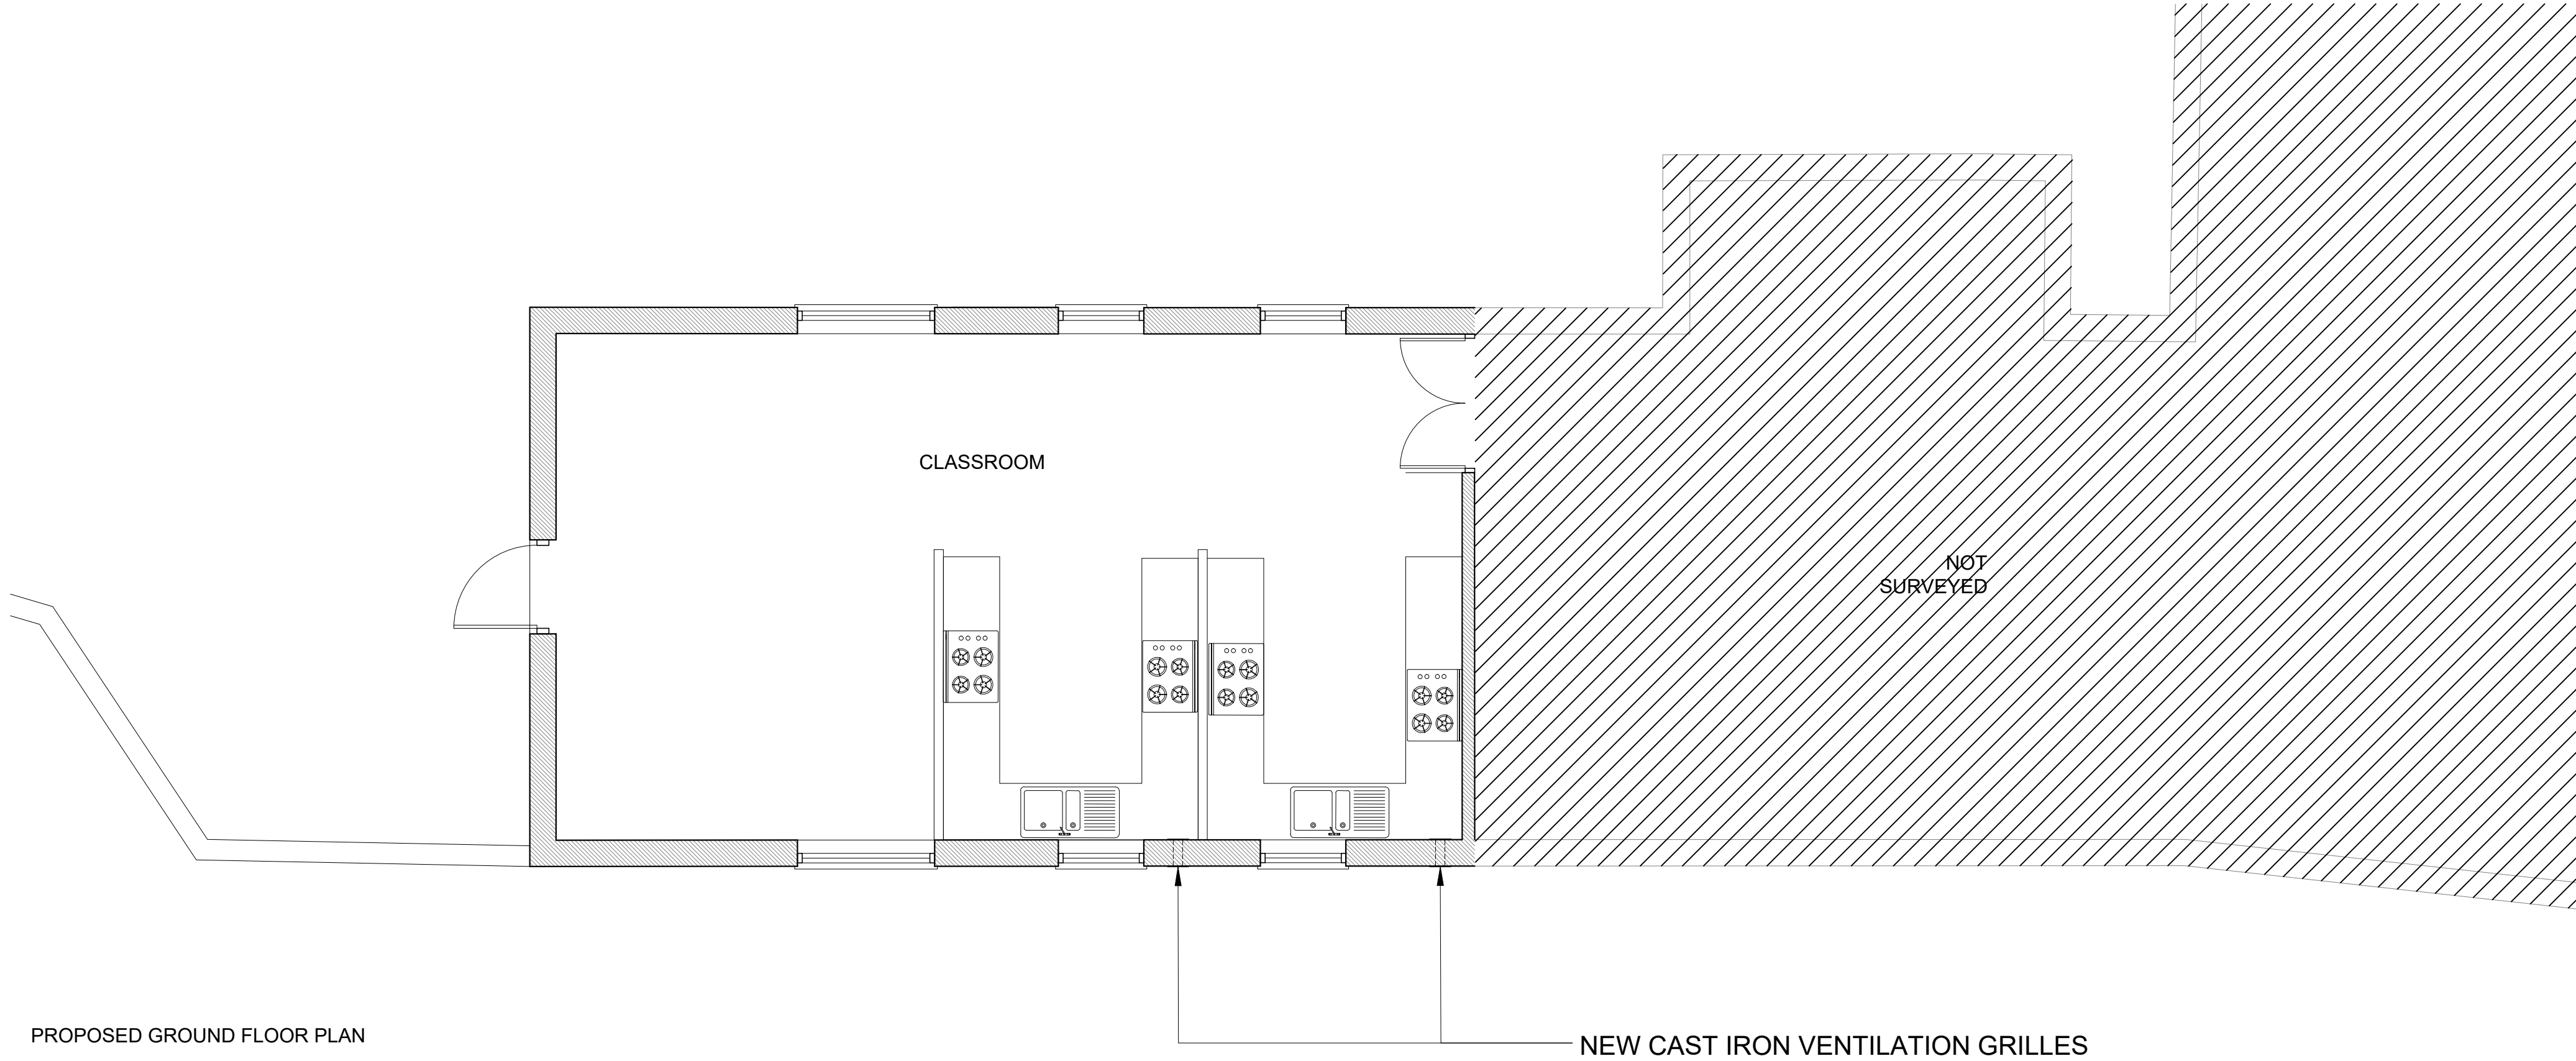 CLASSROOM
NOT
SURVEYED
PROPOSED GROUND FLOOR PLAN
NEW CAST IRON VENTILATION GRILLES